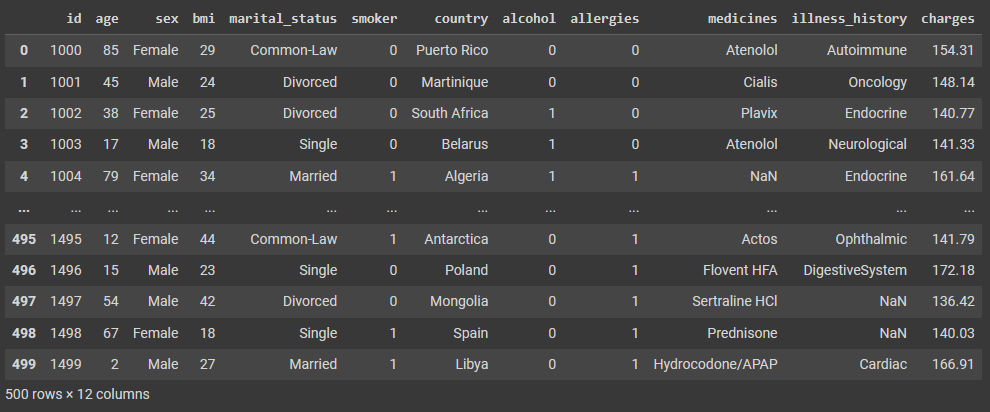 id age sex bmi marital_status smoker country alcohol allergies medicines illness_history charges
0 1000 85 Female 29 Common-Law 0 Puerto Rico 0 0 Atenolol Autoimmune 154.31
1 1001 45 Male 24 Divorced 0 Martinique 0 0 Cialis Oncology 148.14
2 1002 38 Female 25 Divorced 0 South Africa 1 0 Plavix Endocrine 140.77
3 1003 17 Male 18 Single 0 Belarus 1 0 Atenolol Neurological 141.33
4 1004 79 Female 34 Married 1 Algeria 1 1 NaN Endocrine 161.64
... ... ... ... ... ... ... ... ... ... ... ... ...
495 1495 12 Female 44 Common-Law 1 Antarctica 0 1 Actos Ophthalmic 141.79
496 1496 15 Male 23 Single 0 Poland 0 1 Flovent HFA DigestiveSystem 172.18
497 1497 54 Male 42 Divorced 0 Mongolia 0 1 Sertraline HCl NaN 136.42
498 1498 67 Female 18 Single 1 Spain 0 1 Prednisone NaN 140.03
499 1499 2 Male 27 Married 1 Libya 0 1 Hydrocodone/APAP Cardiac 166.91
500 rows × 12 columns